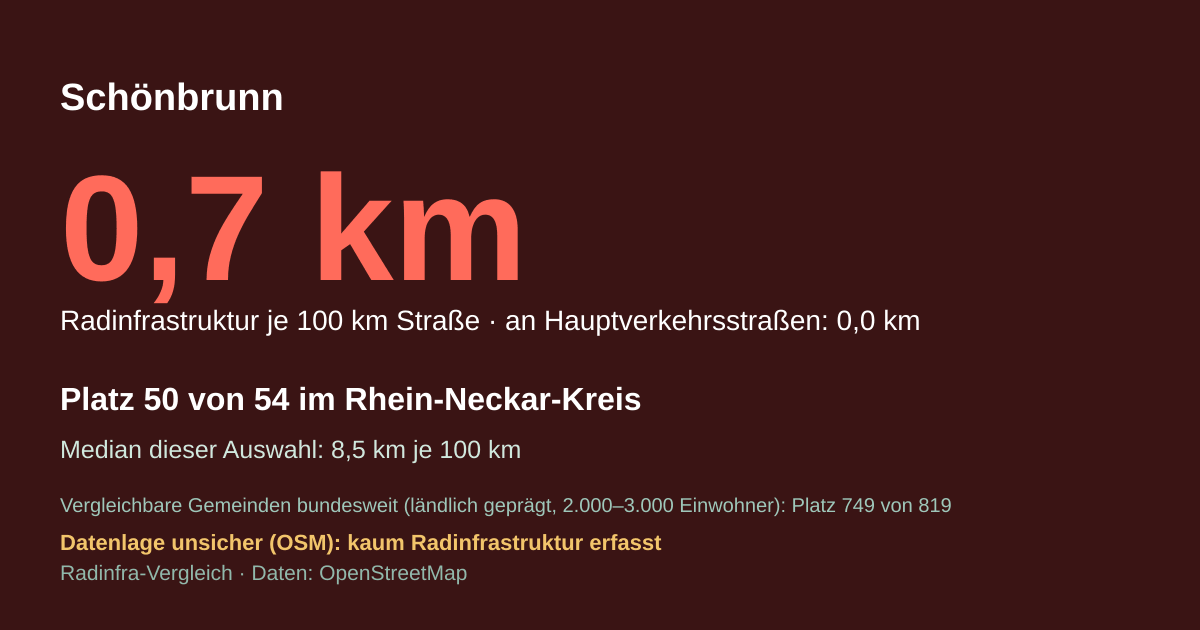 Schönbrunn
0,7 km
Radinfrastruktur je 100 km Straße · an Hauptverkehrsstraßen: 0,0 km
Platz 50 von 54 im Rhein-Neckar-Kreis
Median dieser Auswahl: 8,5 km je 100 km
Vergleichbare Gemeinden bundesweit (ländlich geprägt, 2.000–3.000 Einwohner): Platz 749 von 819
Datenlage unsicher (OSM): kaum Radinfrastruktur erfasst
Radinfra-Vergleich · Daten: OpenStreetMap